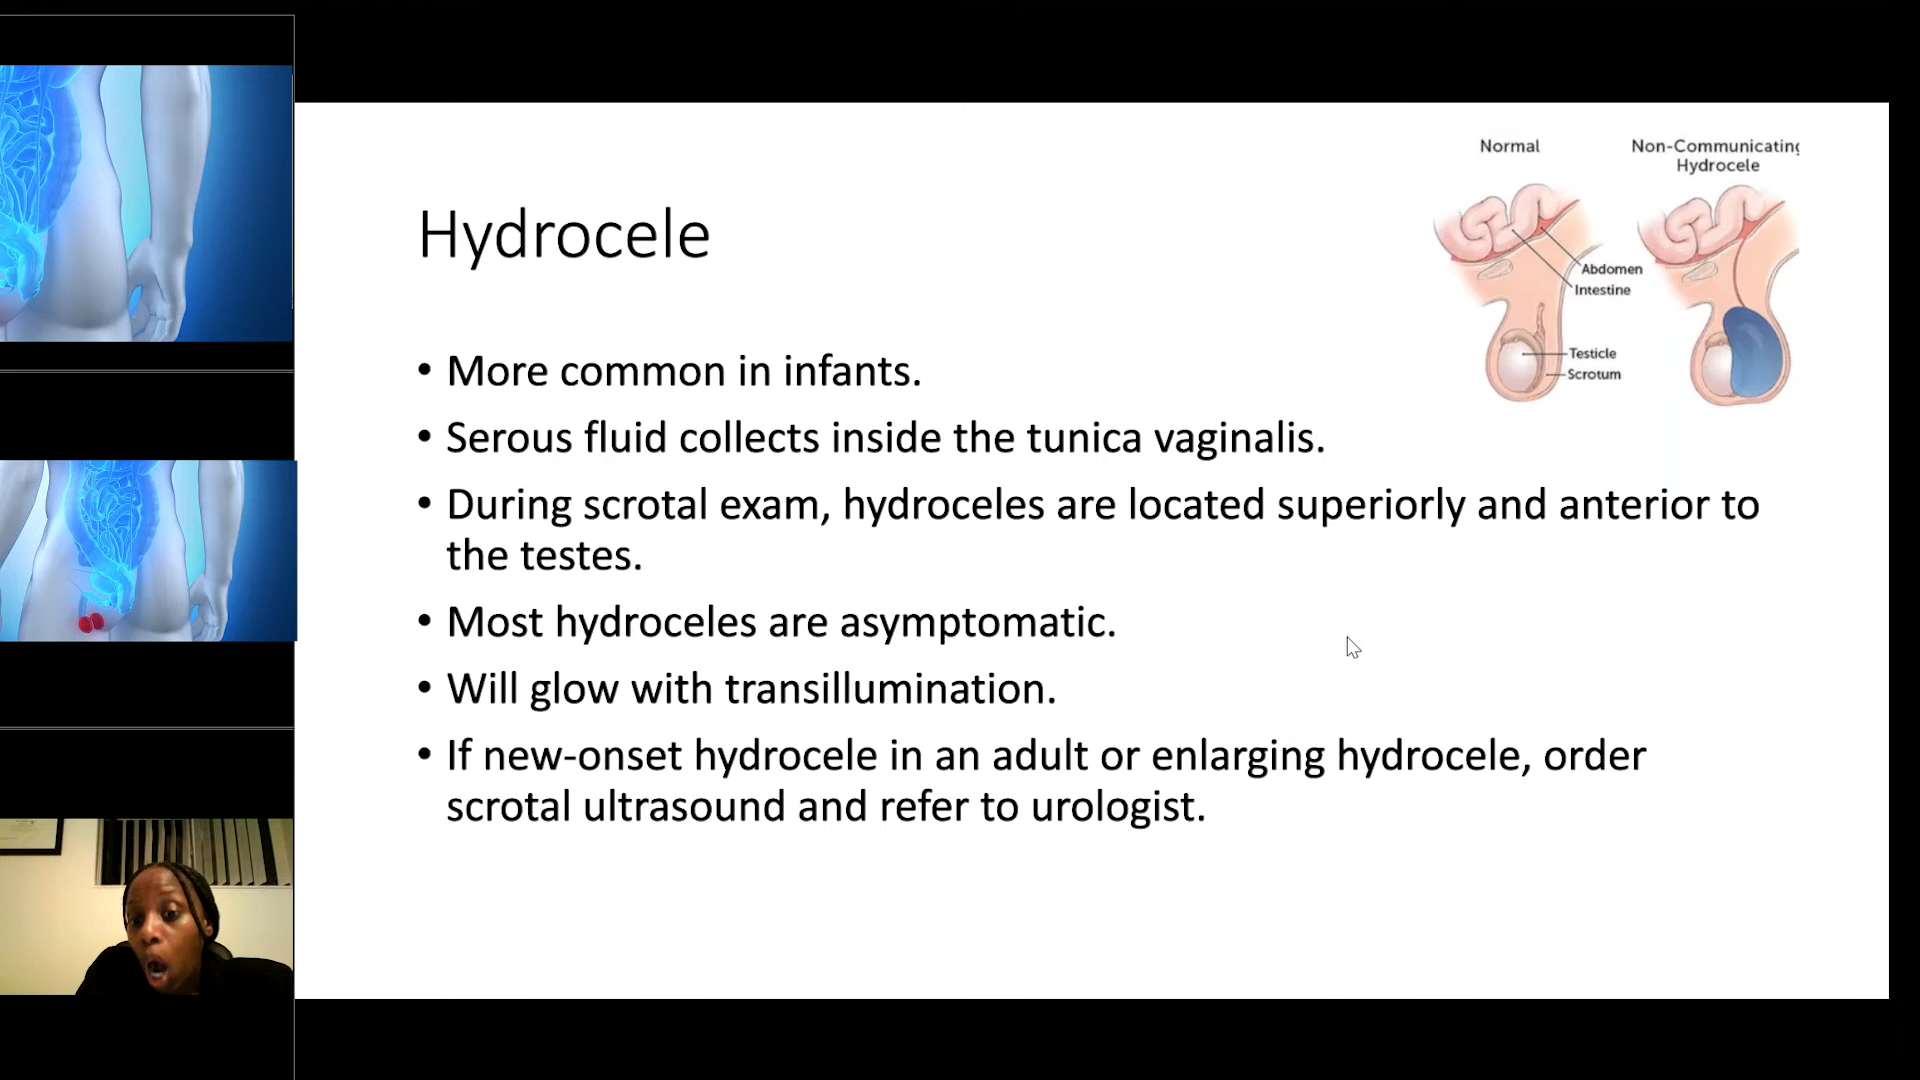 Hydrocele
• More common in infants.
• Serous fluid collects inside the tunica vaginalis.
• During scrotal exam, hydroceles are located superiorly and anterior to
the testes.
• Most hydroceles are asymptomatic.
• Will glow with transillumination.
• If new-onset hydrocele in an adult or enlarging hydrocele, order
scrotal ultrasound and refer to urologist.
Normal
Non-Communicating
Hydrocele
Abdomen
Intestine
Testicle
Scrotum